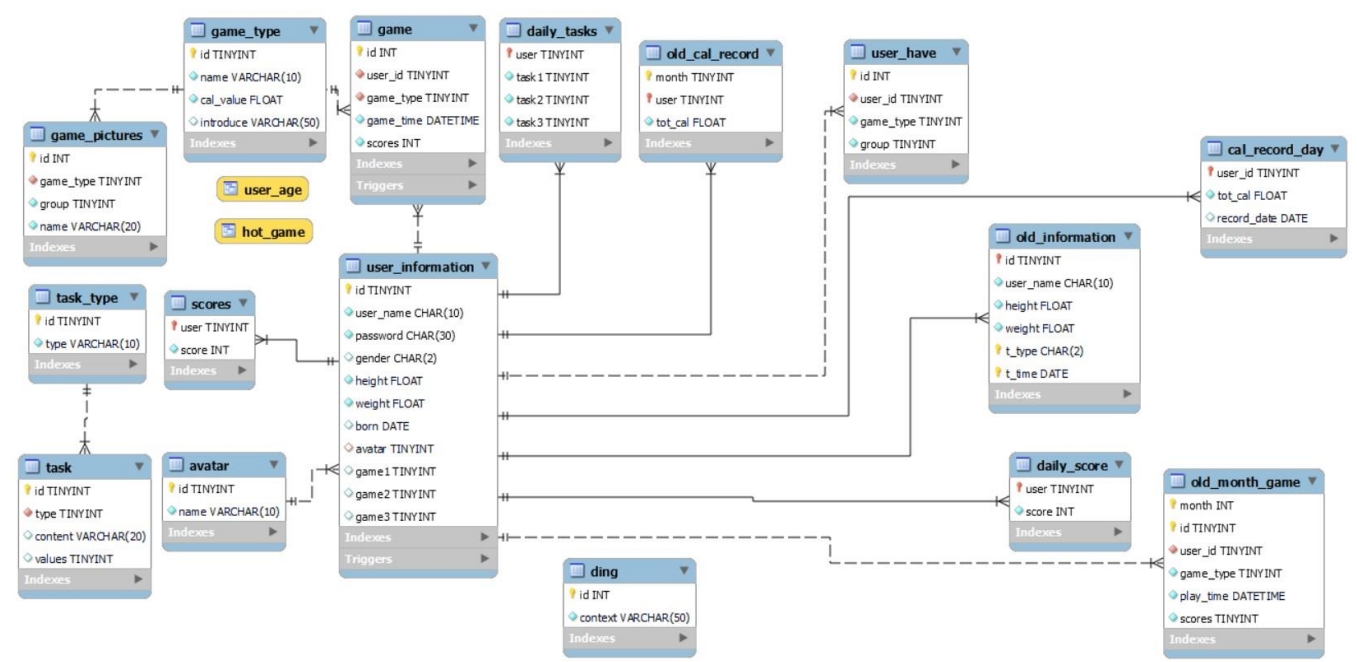 game_type
id TINYINT
name VARCHAR(10)
cal_value FLOAT
introduce VARCHAR(50)
Indexes
game
id INT
user_id TINYINT
game_type TINYINT
game_time DATETIME
scores INT
Indexes
Triggers
daily_tasks
user TINYINT
task1 TINYINT
task2 TINYINT
task3 TINYINT
Indexes
old_cal_record
month TINYINT
user TINYINT
tot_cal FLOAT
Indexes
user_have
id INT
user_id TINYINT
game_type TINYINT
group TINYINT
Indexes
game_pictures
id INT
game_type TINYINT
group TINYINT
name VARCHAR(20)
Indexes
user_age
hot_game
cal_record_day
user_id TINYINT
tot_cal FLOAT
record_date DATE
Indexes
old_information
id TINYINT
user_name CHAR(10)
height FLOAT
weight FLOAT
t_type CHAR(2)
t_time DATE
Indexes
user_information
id TINYINT
user_name CHAR(10)
password CHAR(30)
gender CHAR(2)
height FLOAT
weight FLOAT
born DATE
avatar TINYINT
game1 TINYINT
game2 TINYINT
game3 TINYINT
Indexes
Triggers
task_type
id TINYINT
type VARCHAR(10)
Indexes
scores
user TINYINT
score INT
Indexes
task
id TINYINT
type TINYINT
content VARCHAR(20)
values TINYINT
Indexes
avatar
id TINYINT
name VARCHAR(10)
Indexes
daily_score
user TINYINT
score INT
Indexes
old_month_game
month INT
id TINYINT
user_id TINYINT
game_type TINYINT
play_time DATETIME
scores TINYINT
Indexes
ding
id INT
context VARCHAR(50)
Indexes